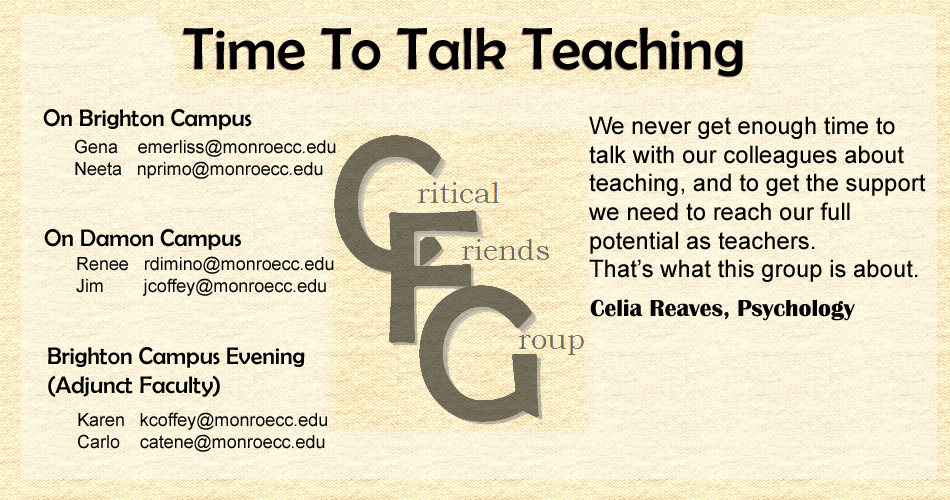 Time To Talk Teaching
On Brighton Campus
Gena emerliss@monroecc.edu
Neeta nprimo@monroecc.edu
On Damon Campus
Renee rdimino@monroecc.edu
Jim jcoffey@monroecc.edu
Brighton Campus Evening
(Adjunct Faculty)
Karen kcoffey@monroecc.edu
Carlo catene@monroecc.edu
Critical
Friends
Group
We never get enough time to
talk with our colleagues about
teaching, and to get the support
we need to reach our full
potential as teachers.
That's what this group is about.
Celia Reaves, Psychology